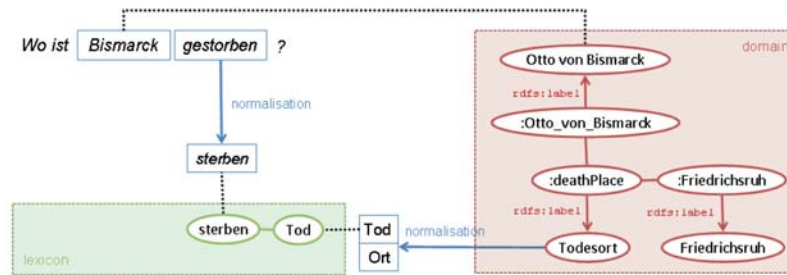 Wo ist Bismarck gestorben ?
domain
Otto von Bismarck
rdfs:label
normalisation
:Otto_von_Bismarck
sterben
:deathPlace :Friedrichsruh
rdfs:label rdfs:label
sterben Tod Tod normalisation
lexicon Ort Todesort Friedrichsruh